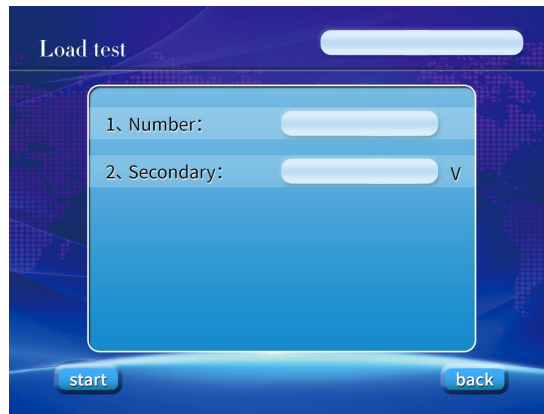 Load test
1、Number：
2、Secondary： V
start back